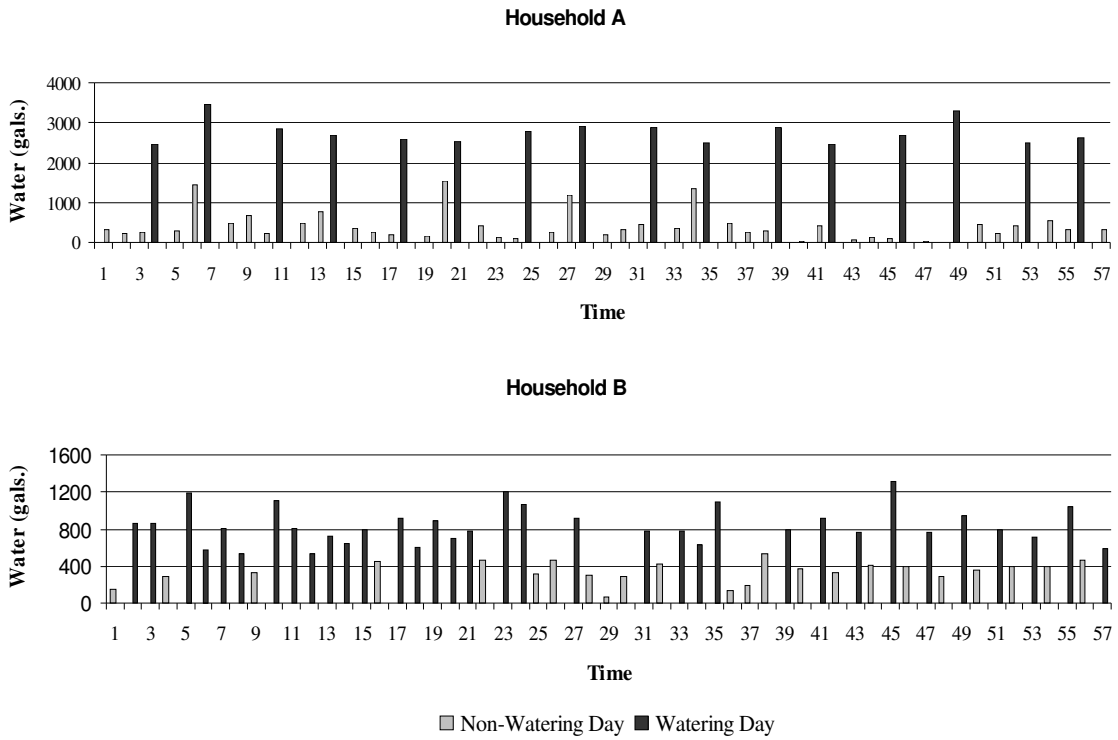 Household A
4000
3000
2000
1000
0
Water (gals.)
1 3 5 7 9 11 13 15 17 19 21 23 25 27 29 31 33 35 37 39 41 43 45 47 49 51 53 55 57
Time
Household B
1600
1200
800
400
0
Water (gals.)
1 3 5 7 9 11 13 15 17 19 21 23 25 27 29 31 33 35 37 39 41 43 45 47 49 51 53 55 57
Time
Non-Watering Day Watering Day